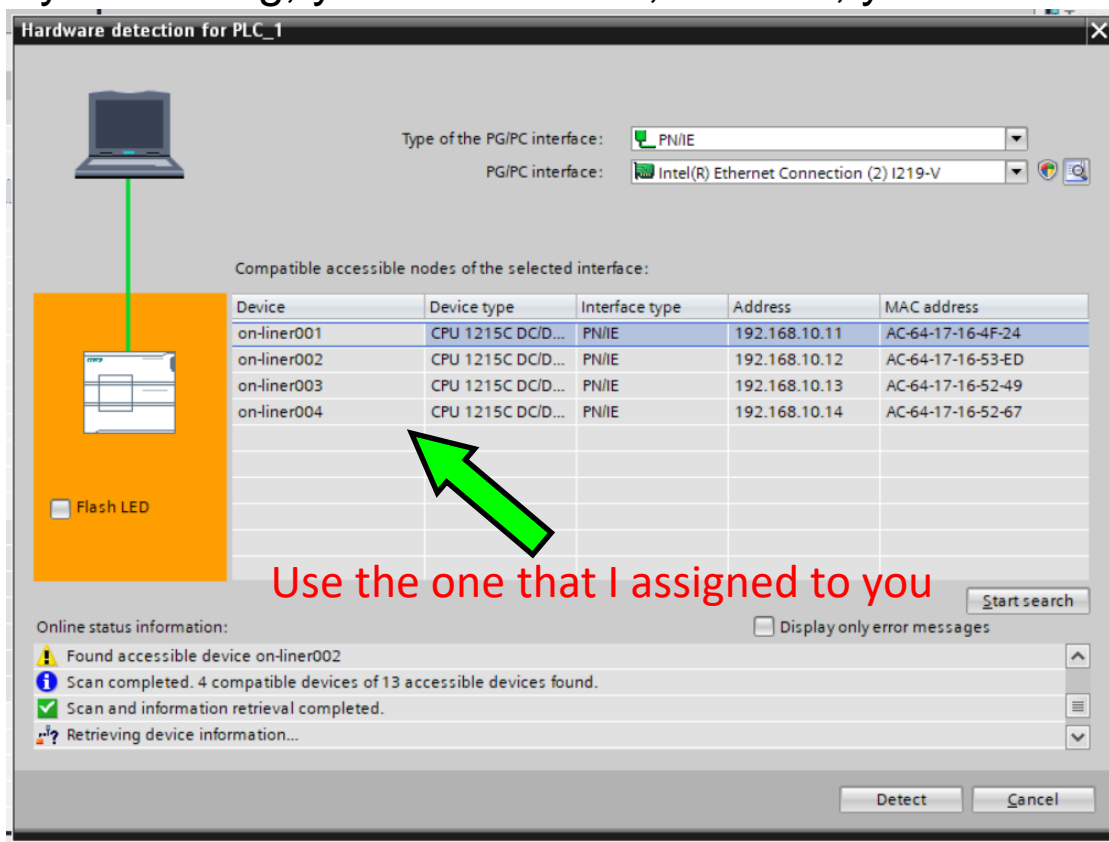 Hardware detection for PLC_1
Type of the PG/PC interface: PN/IE
PG/PC interface: Intel(R) Ethernet Connection (2) I219-V
Compatible accessible nodes of the selected interface:
Device Device type Interface type Address MAC address
on-liner001 CPU 1215C DC/D... PN/IE 192.168.10.11 AC-64-17-16-4F-24
on-liner002 CPU 1215C DC/D... PN/IE 192.168.10.12 AC-64-17-16-53-ED
on-liner003 CPU 1215C DC/D... PN/IE 192.168.10.13 AC-64-17-16-52-49
on-liner004 CPU 1215C DC/D... PN/IE 192.168.10.14 AC-64-17-16-52-67
Flash LED
Use the one that I assigned to you
Start search
Online status information: Display only error messages
Found accessible device on-liner002
Scan completed. 4 compatible devices of 13 accessible devices found.
Scan and information retrieval completed.
Retrieving device information...
Detect Cancel